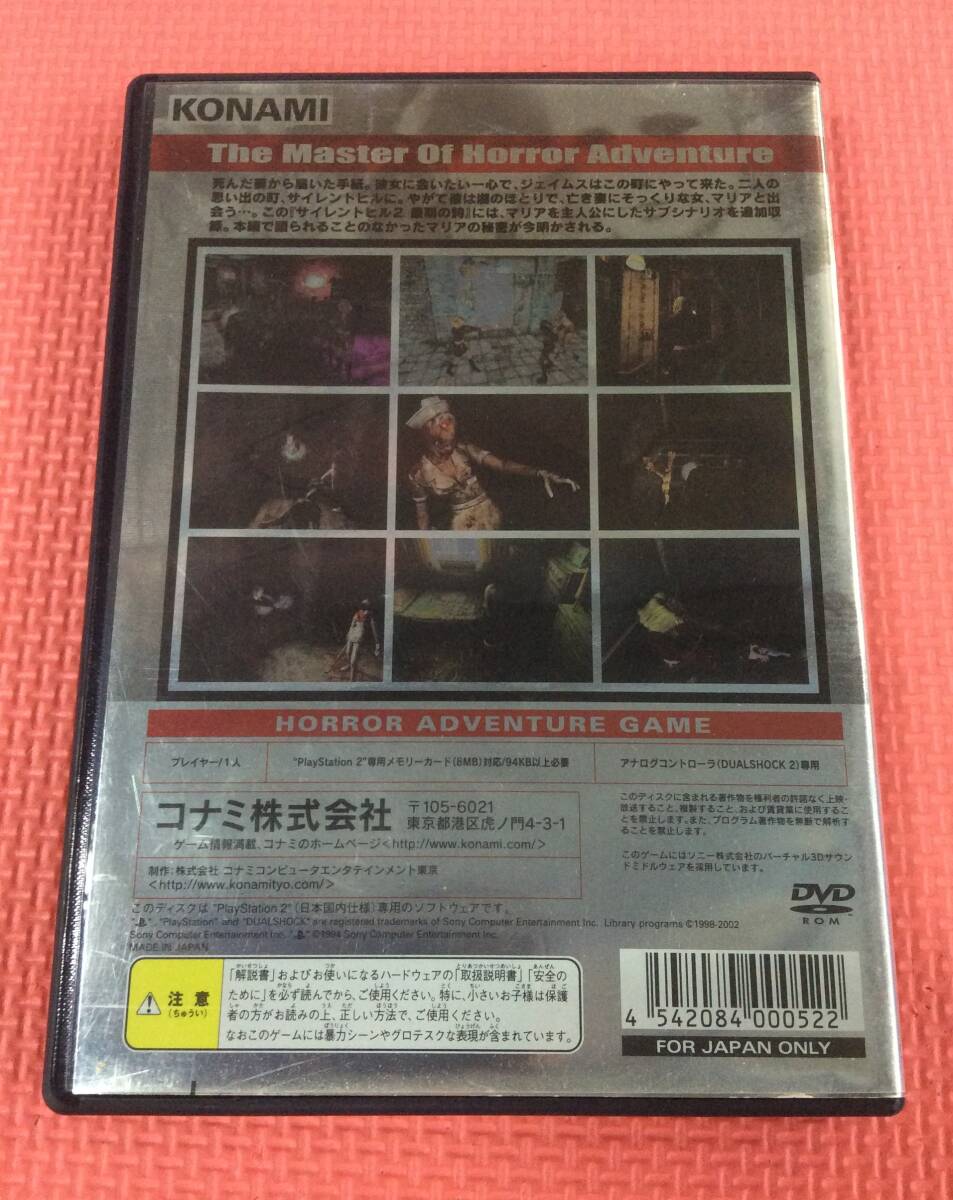 KONAMI
The Master Of Horror Adventure
死んだ妻から届いた手紙。彼女に会いたい一心で、ジェイムスはこの町にやって来た。二人の
思い出の町、サイレントヒルに。やがて彼は湖のほとりで、亡き妻にそっくりな女、マリアと出
会う…。この『サイレントヒル2 最期の詩』には、マリアを主人公にしたサブシナリオを追加収
録。本編で語られることのなかったマリアの秘密が今明かされる。
HORROR ADVENTURE GAME
プレイヤー/1人
"PlayStation 2"専用メモリーカード(8MB)対応/94KB以上必要
アナログコントローラ(DUALSHOCK 2)専用
コナミ株式会社
〒105-6021
東京都港区虎ノ門4-3-1
ゲーム情報満載、コナミのホームページ<http://www.konami.com/>
制作:株式会社 コナミコンピュータエンタテインメント東京
<http://www.konamityo.com/>
このディスクに含まれる著作物を権利者の許諾なく上映・
放送すること、複製すること、および賃貸業に使用すること
を禁止します。また、プログラム著作物を無断で解析す
ることを禁止します。
このゲームにはソニー株式会社のバーチャル3Dサウン
ドミドルウェアを採用しています。
DVD
ROM
このディスクは "PlayStation 2" (日本国内仕様) 専用のソフトウェアです。
" ", "PlayStation" and "DUALSHOCK" are registered trademarks of Sony Computer Entertainment Inc. Library programs ©1998-2002
Sony Computer Entertainment Inc. " " ©1994 Sony Computer Entertainment Inc.
MADE IN JAPAN
注意
(ちゅうい)
「解説書」およびお使いになるハードウェアの「取扱説明書」「安全の
ために」を必ず読んでから、ご使用ください。特に、小さいお子様は保護
者の方がお読みの上、正しい方法で、ご使用ください。
なおこのゲームには暴力シーンやグロテスクな表現が含まれています。
4 542084 000522
FOR JAPAN ONLY